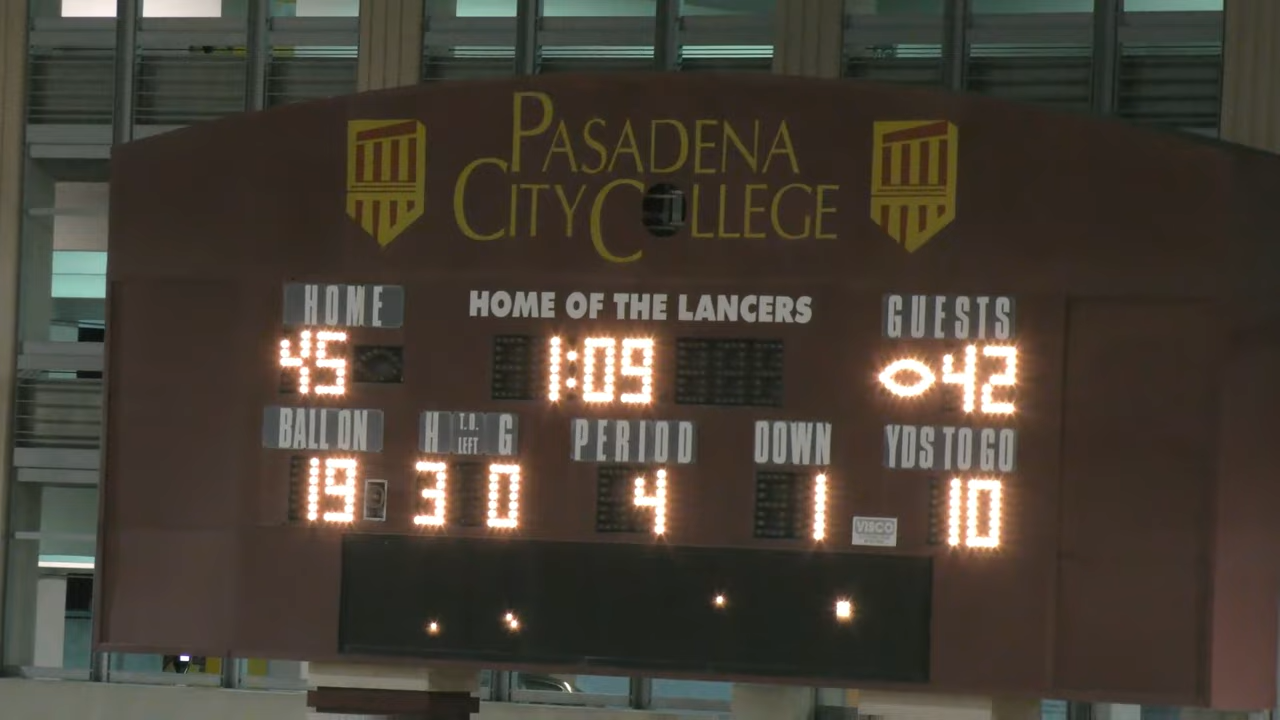 PASADENA
CITY COLLEGE
HOME HOME OF THE LANCERS GUESTS
45 1:09 42
BALL ON H T.O. LEFT G PERIOD DOWN YDS TO GO
19 3 0 4 1 10
VISCO